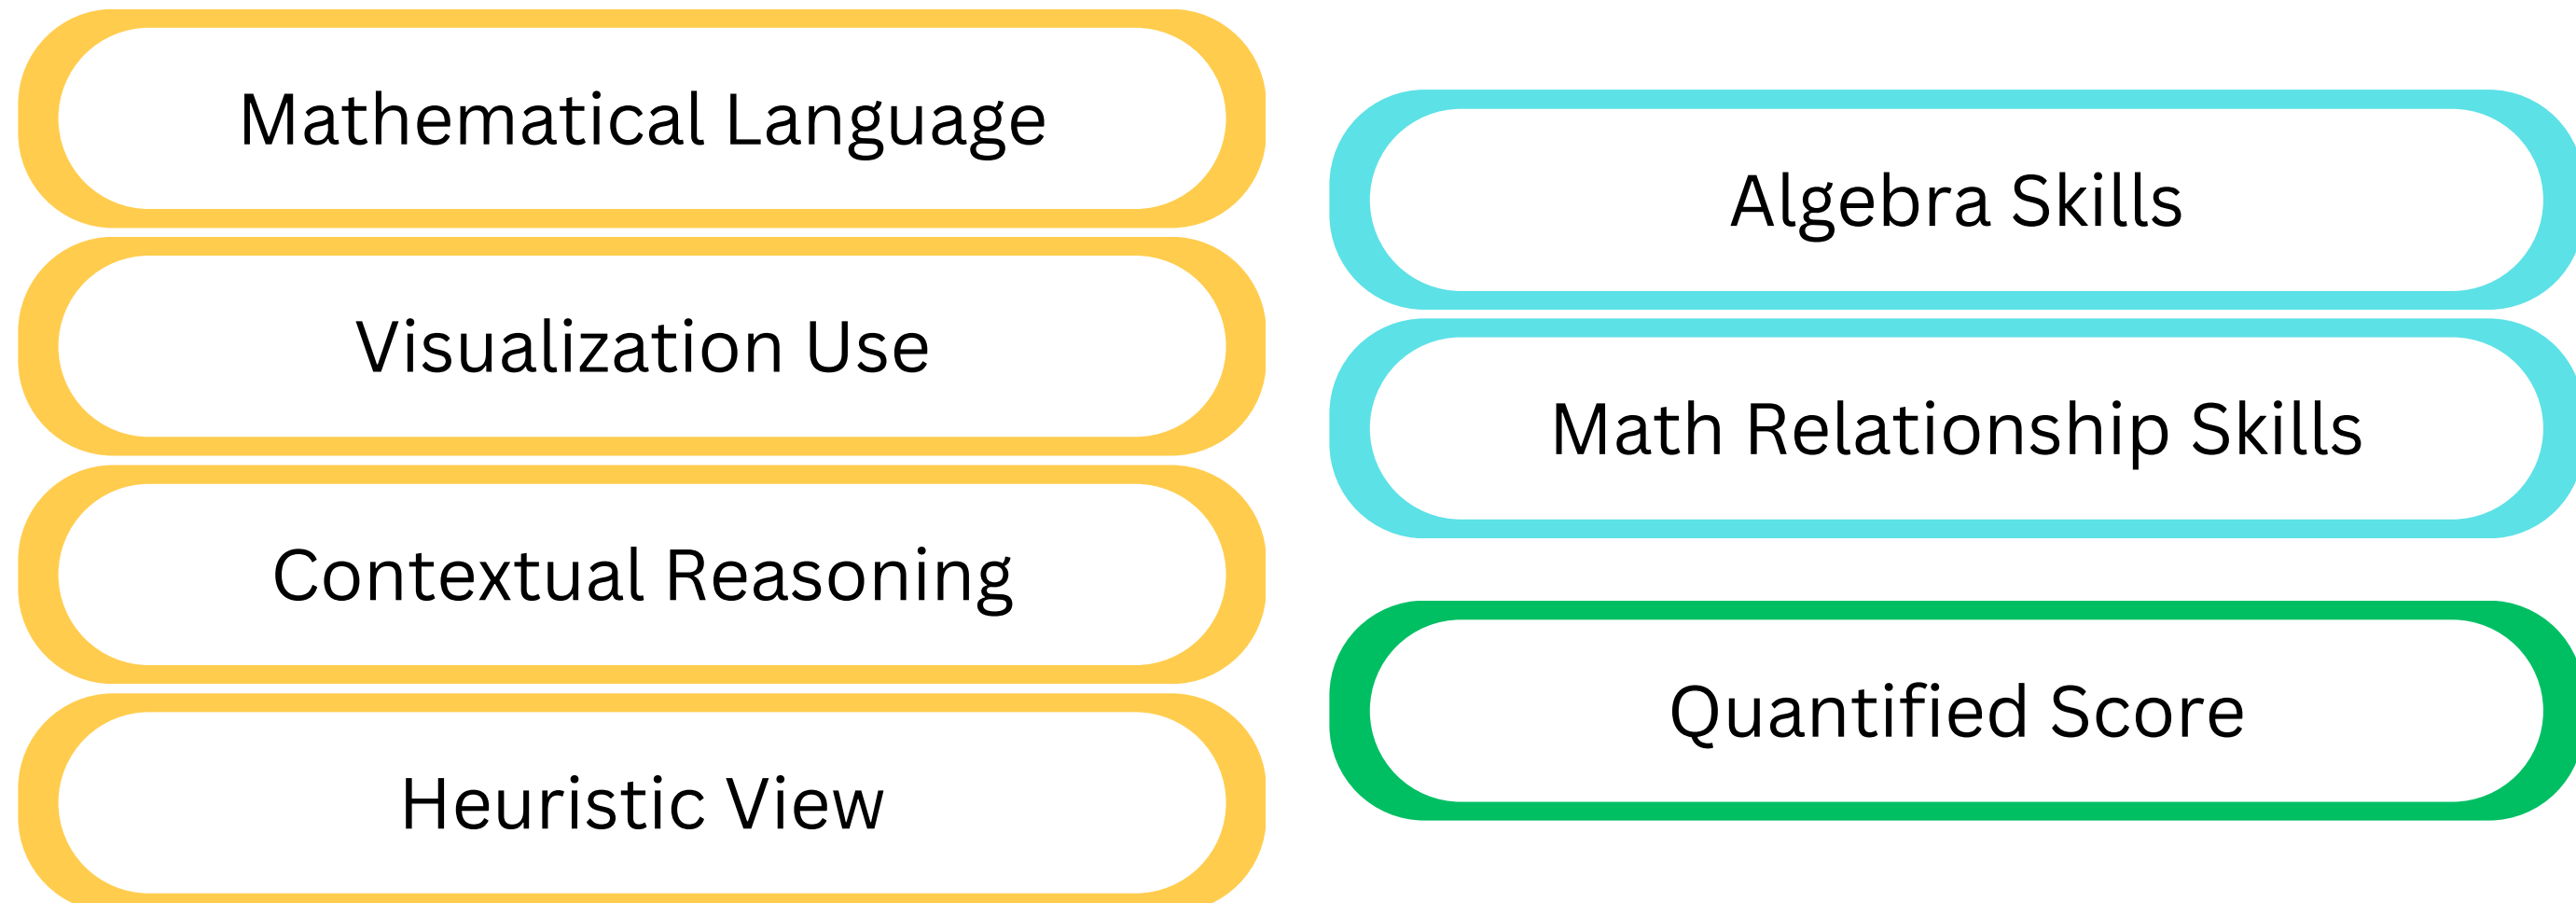 Mathematical Language
Visualization Use
Contextual Reasoning
Heuristic View
Algebra Skills
Math Relationship Skills
Quantified Score